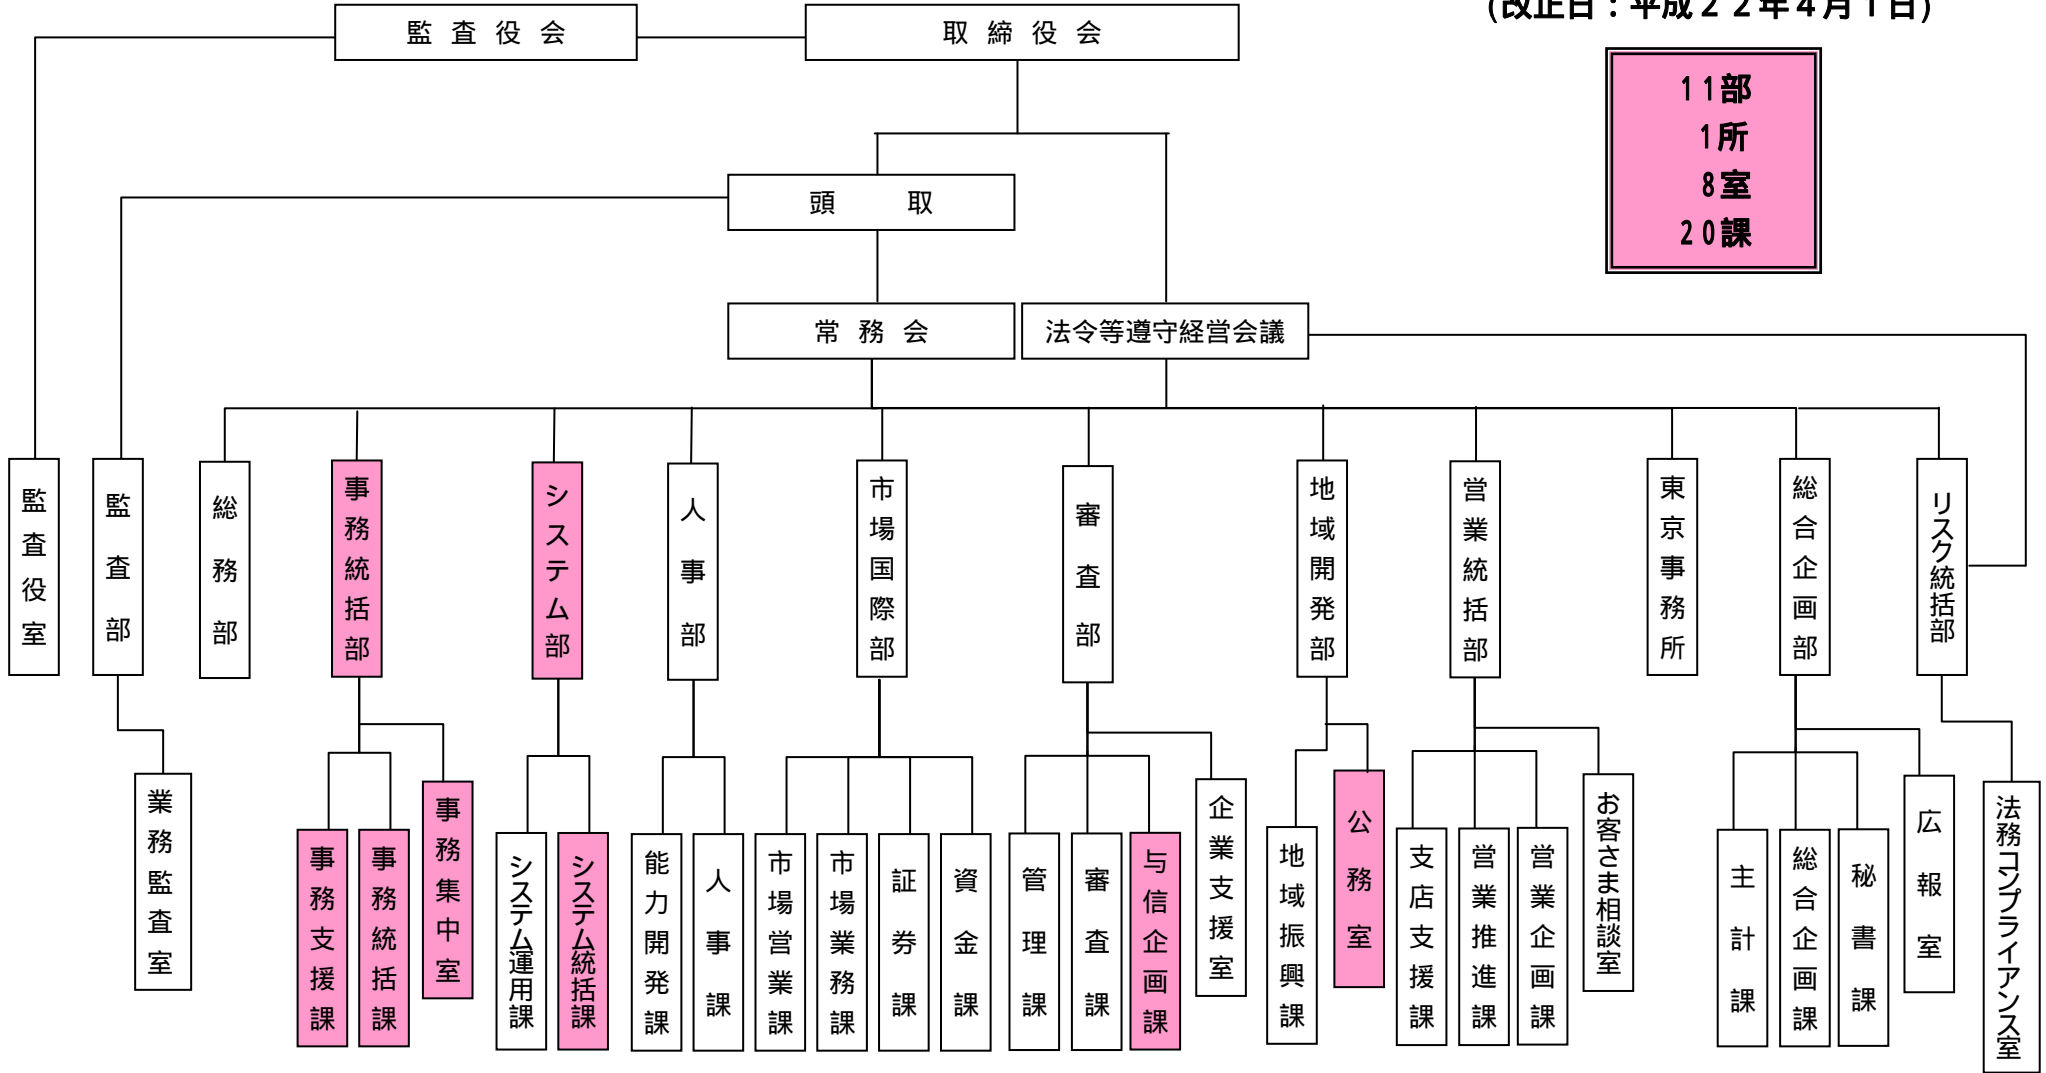 (改正日：平成２２年４月１日)
監査役会
取締役会
11部
1所
8室
20課
頭取
常務会
法令等遵守経営会議
監査役室
監査部
総務部
事務統括部
システム部
人事部
市場国際部
審査部
地域開発部
営業統括部
東京事務所
総合企画部
リスク統括部
業務監査室
事務支援課
事務統括課
事務集中室
システム運用課
システム統括課
能力開発課
人事課
市場営業課
市場業務課
証券課
資金課
管理課
審査課
与信企画課
企業支援室
地域振興課
公務室
支店支援課
営業推進課
営業企画課
お客さま相談室
主計課
総合企画課
秘書課
広報室
法務コンプライアンス室